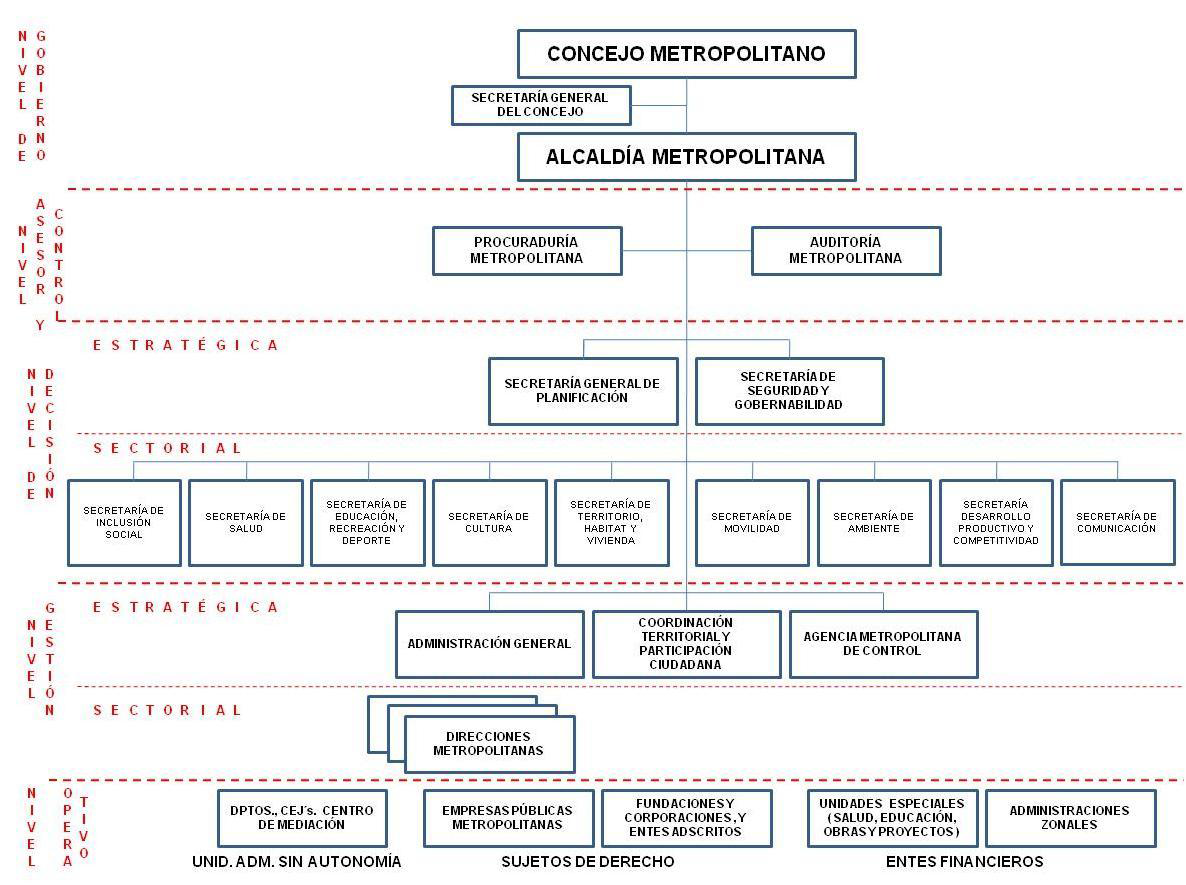 NIVEL DE GOBIERNO
CONCEJO METROPOLITANO
SECRETARÍA GENERAL
DEL CONCEJO
ALCALDÍA METROPOLITANA
NIVEL ASESOR Y CONTROL
PROCURADURÍA
METROPOLITANA
AUDITORÍA
METROPOLITANA
NIVEL DE DECISIÓN
ESTRATÉGICA
SECRETARÍA GENERAL DE
PLANIFICACIÓN
SECRETARÍA DE
SEGURIDAD Y
GOBERNABILIDAD
SECTORIAL
SECRETARÍA DE
INCLUSIÓN
SOCIAL
SECRETARÍA DE
SALUD
SECRETARÍA DE
EDUCACIÓN,
RECREACIÓN Y
DEPORTE
SECRETARÍA DE
CULTURA
SECRETARÍA DE
TERRITORIO,
HABITAT Y
VIVIENDA
SECRETARÍA DE
MOVILIDAD
SECRETARÍA DE
AMBIENTE
SECRETARÍA
DESARROLLO
PRODUCTIVO Y
COMPETITIVIDAD
SECRETARÍA DE
COMUNICACIÓN
NIVEL GESTIÓN
ESTRATÉGICA
ADMINISTRACIÓN GENERAL
COORDINACIÓN
TERRITORIAL Y
PARTICIPACIÓN
CIUDADANA
AGENCIA METROPOLITANA
DE CONTROL
SECTORIAL
DIRECCIONES
METROPOLITANAS
NIVEL OPERATIVO
DPTOS., CEJ´s. CENTRO
DE MEDIACIÓN
EMPRESAS PÚBLICAS
METROPOLITANAS
FUNDACIONES Y
CORPORACIONES, Y
ENTES ADSCRITOS
UNIDADES ESPECIALES
( SALUD, EDUCACIÓN,
OBRAS Y PROYECTOS )
ADMINISTRACIONES
ZONALES
UNID. ADM. SIN AUTONOMÍA
SUJETOS DE DERECHO
ENTES FINANCIEROS